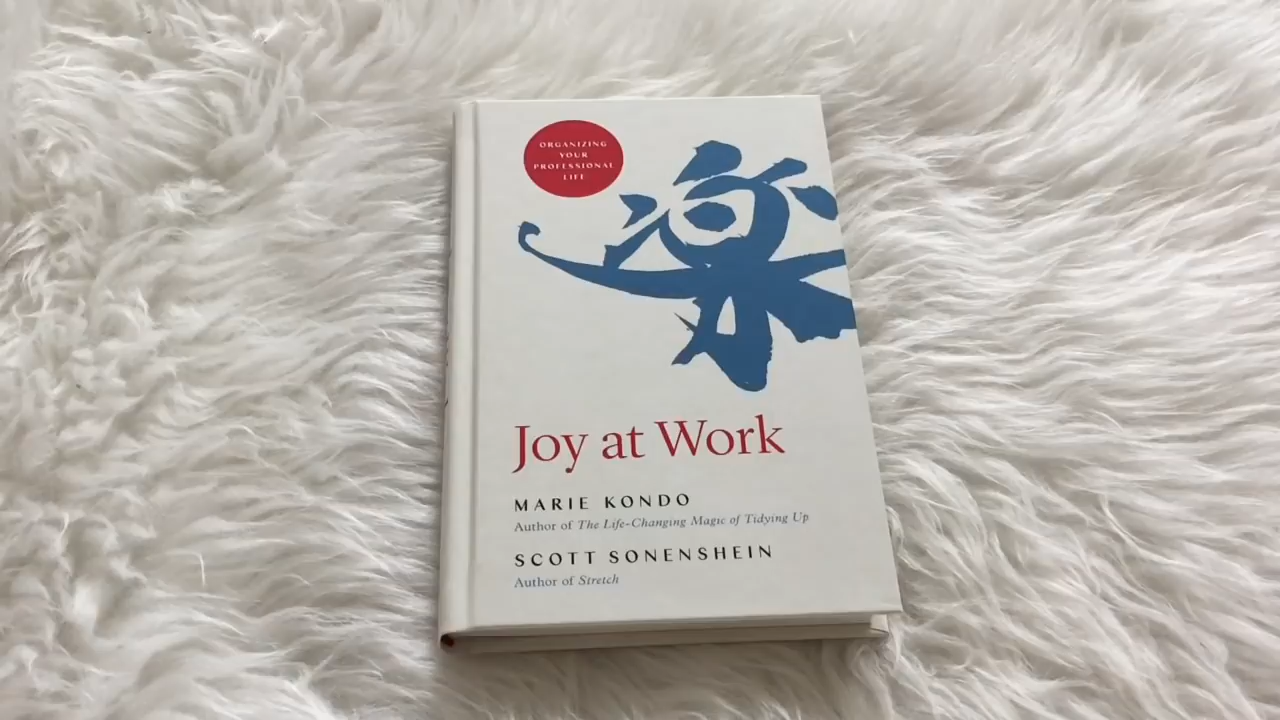 ORGANIZING
YOUR
PROFESSIONAL
LIFE
楽
Joy at Work
MARIE KONDO
Author of The Life-Changing Magic of Tidying Up
SCOTT SONENSHEIN
Author of Stretch